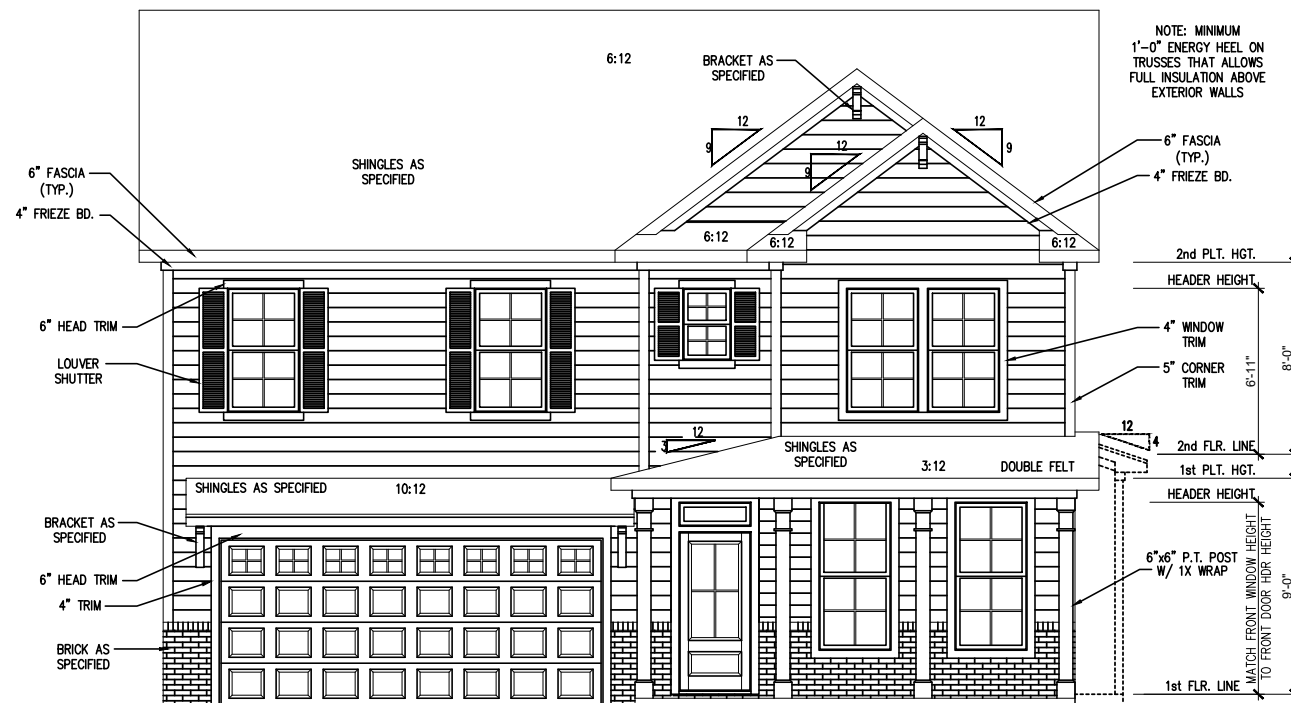 NOTE: MINIMUM
1'-0" ENERGY HEEL ON
TRUSSES THAT ALLOWS
FULL INSULATION ABOVE
EXTERIOR WALLS
6:12
BRACKET AS
SPECIFIED
12
9
12
9
12
9
SHINGLES AS
SPECIFIED
6" FASCIA
(TYP.)
4" FRIEZE BD.
6" FASCIA
(TYP.)
4" FRIEZE BD.
6:12
6:12
6:12
2nd PLT. HGT.
HEADER HEIGHT
6" HEAD TRIM
LOUVER
SHUTTER
4" WINDOW
TRIM
5" CORNER
TRIM
6'-11"
8'-0"
12
3
SHINGLES AS
SPECIFIED
3:12
DOUBLE FELT
12
4
2nd FLR. LINE
1st PLT. HGT.
HEADER HEIGHT
SHINGLES AS SPECIFIED
10:12
BRACKET AS
SPECIFIED
6" HEAD TRIM
4" TRIM
BRICK AS
SPECIFIED
6"x6" P.T. POST
W/ 1X WRAP
MATCH FRONT WINDOW HEIGHT
TO FRONT DOOR HDR HEIGHT
9'-0"
1st FLR. LINE